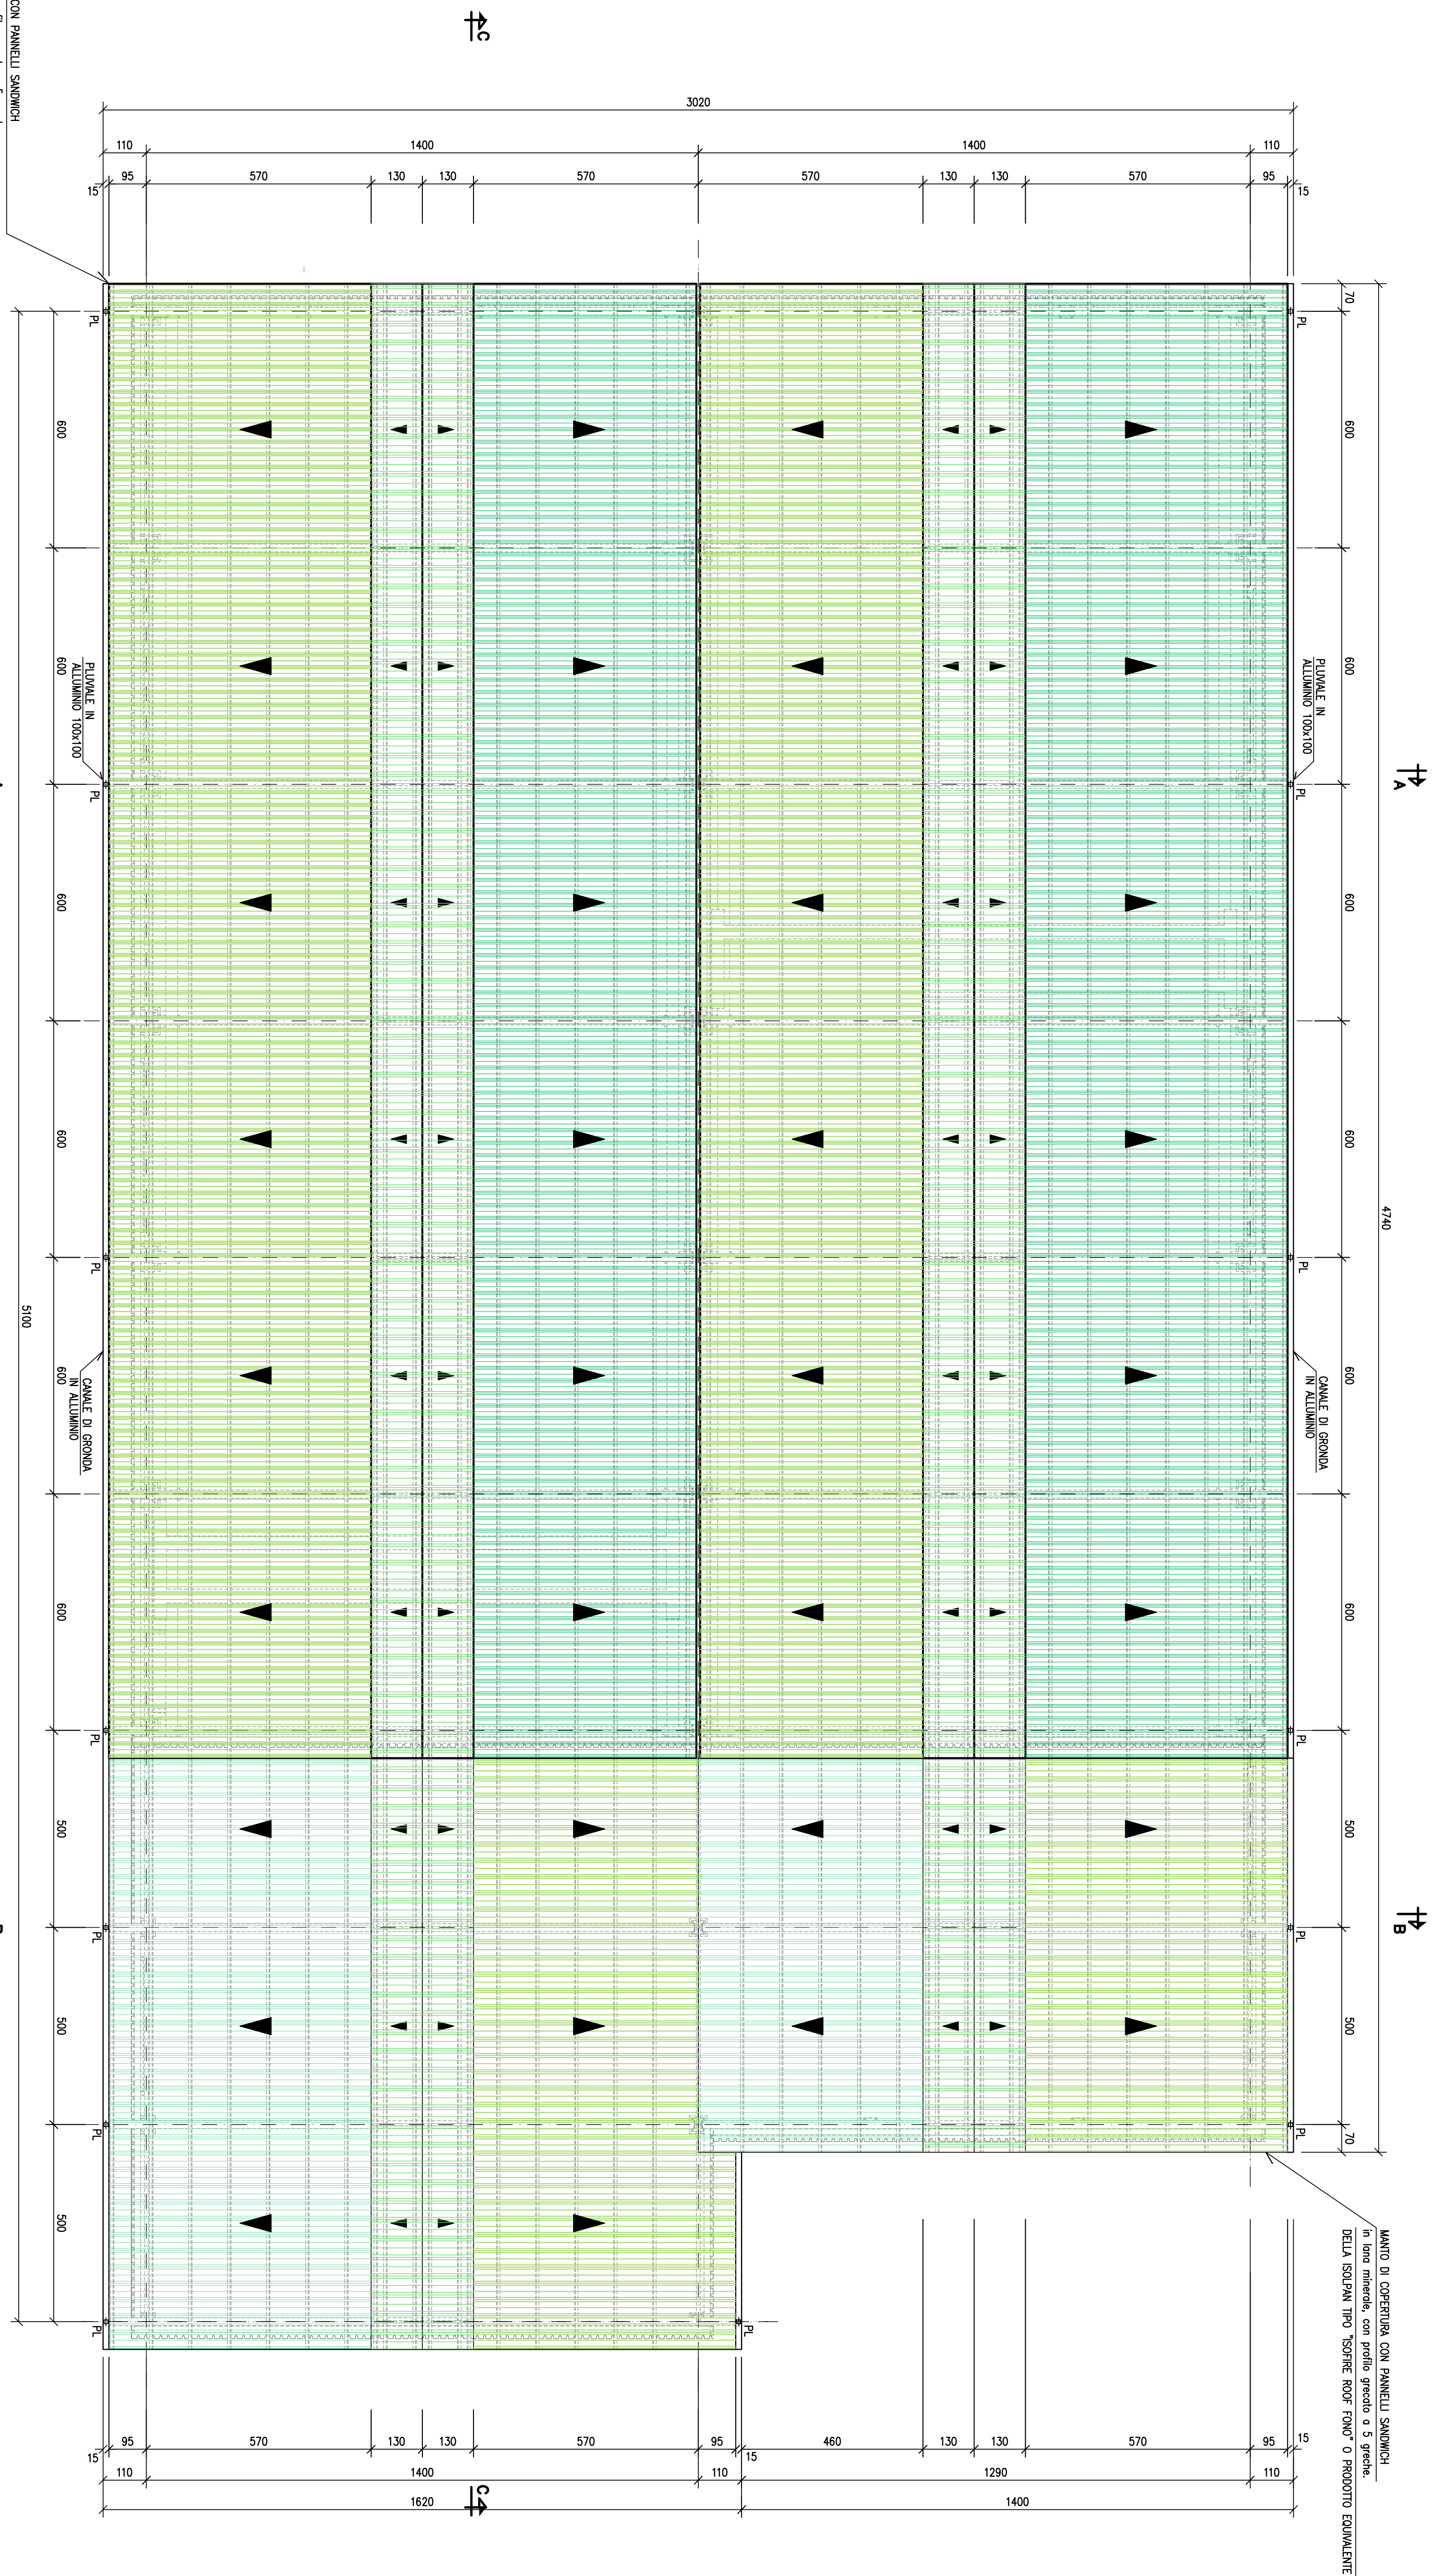 C
CON PANNELLI SANDWICH
3020
110
1400
1400
110
15
95
570
130
130
570
570
130
130
570
95
15
70
600
600
600
600
600
600
500
500
70
4740
A
B
PL
PL
PL
PL
PL
PL
PLUVIALE IN
ALLUMINIO 100x100
CANALE DI GRONDA
IN ALLUMINIO
MANTO DI COPERTURA CON PANNELLI SANDWICH
in lana minerale, con profilo grecato a 5 greche.
DELLA ISOLPAN TIPO "ISOFIRE ROOF FONO" O PRODOTTO EQUIVALENTE
PL
PL
PL
PL
PL
PL
PL
PL
PLUVIALE IN
ALLUMINIO 100x100
CANALE DI GRONDA
IN ALLUMINIO
600
600
600
600
600
600
500
500
500
5100
15
95
570
130
130
570
95
15
460
130
130
570
95
15
110
1400
110
1290
110
1620
1400
C